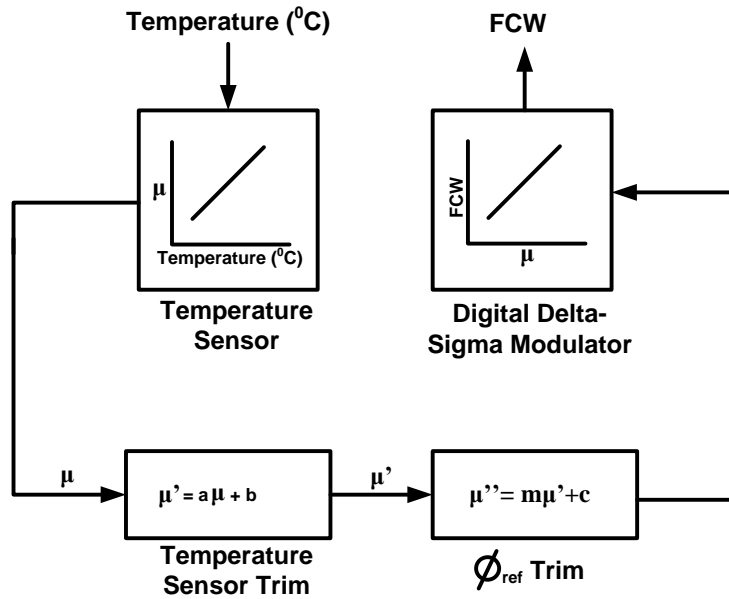 Temperature (⁰C)
FCW
μ
Temperature (⁰C)
FCW
μ
Temperature
Sensor
Digital Delta-
Sigma Modulator
μ
μ' = aμ + b
μ'
μ''= mμ'+c
Temperature
Sensor Trim
ϕref Trim